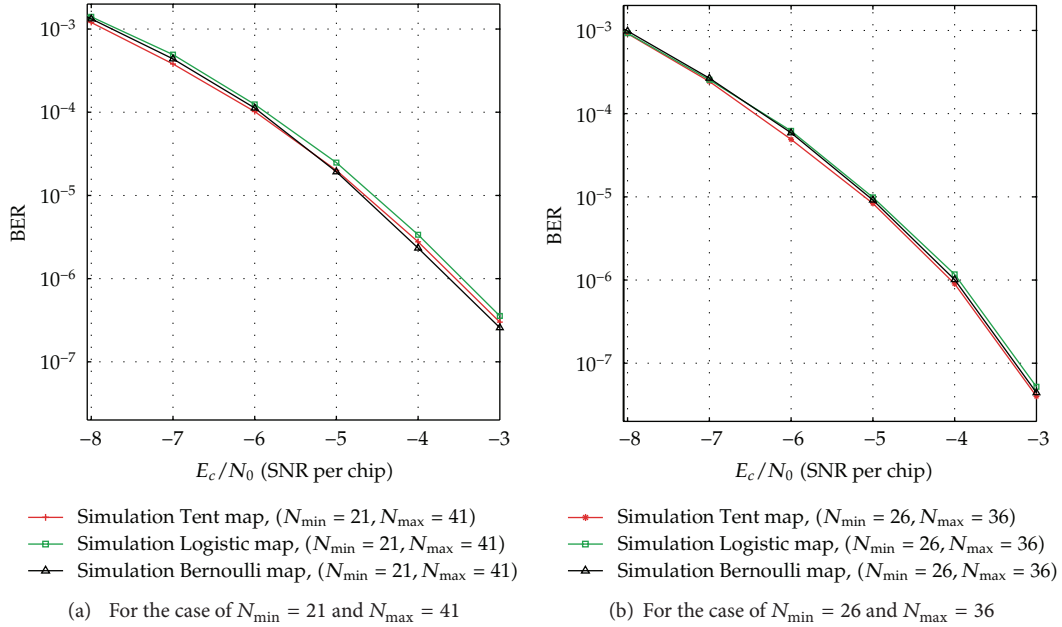 10⁻³
10⁻⁴
10⁻⁵
10⁻⁶
10⁻⁷
BER
−8 −7 −6 −5 −4 −3
E_c/N_0 (SNR per chip)
Simulation Tent map, (N_min = 21, N_max = 41)
Simulation Logistic map, (N_min = 21, N_max = 41)
Simulation Bernoulli map, (N_min = 21, N_max = 41)
(a) For the case of N_min = 21 and N_max = 41
10⁻³
10⁻⁴
10⁻⁵
10⁻⁶
10⁻⁷
BER
−8 −7 −6 −5 −4 −3
E_c/N_0 (SNR per chip)
Simulation Tent map, (N_min = 26, N_max = 36)
Simulation Logistic map, (N_min = 26, N_max = 36)
Simulation Bernoulli map, (N_min = 26, N_max = 36)
(b) For the case of N_min = 26 and N_max = 36